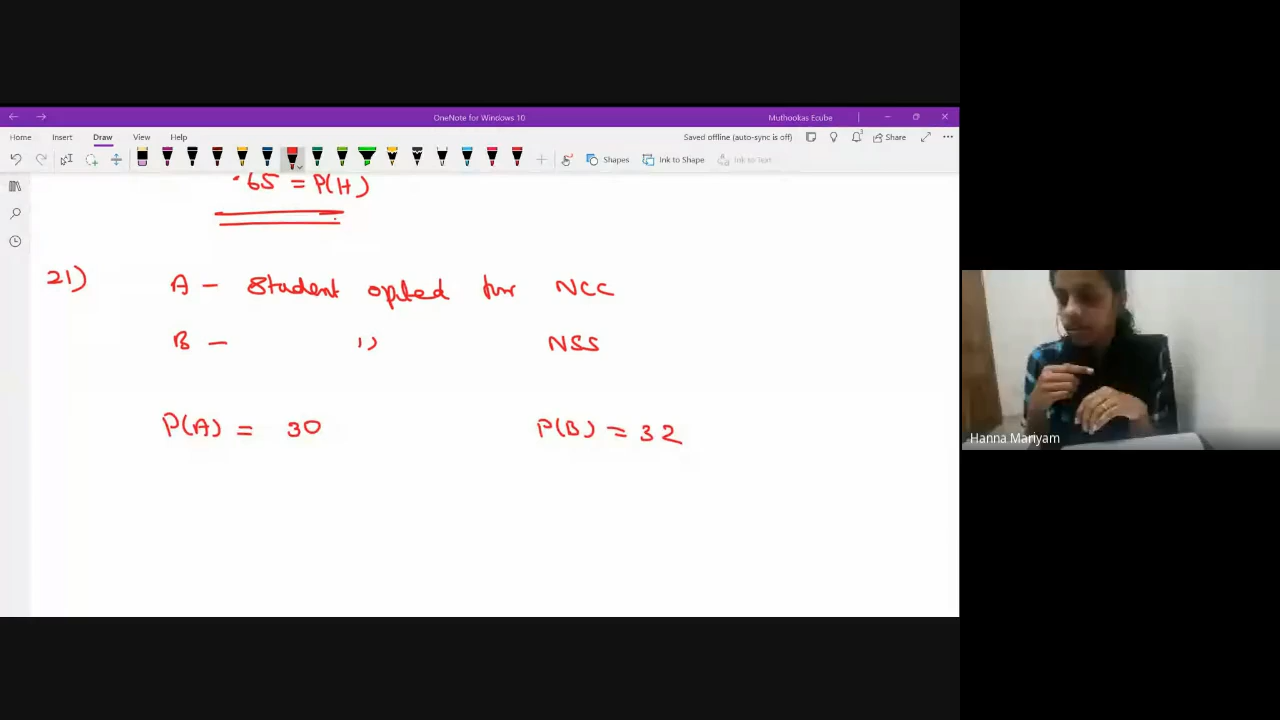 OneNote for Windows 10
Muthookas Ecube
Home Insert Draw View Help
Saved offline (auto-sync is off)
Share
Shapes
Ink to Shape
Ink to Text
.65 = P(H)
21) A - Student opted for NCC
B - '' NSS
P(A) = 30 P(B) = 32
Hanna Mariyam